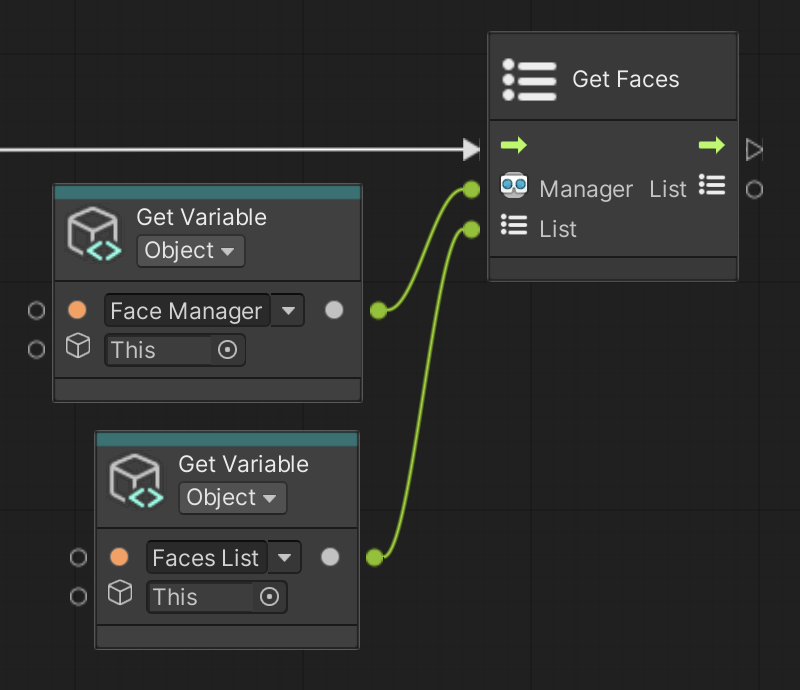 Get Faces
Manager List
List
Get Variable
Object
Face Manager
This
Get Variable
Object
Faces List
This